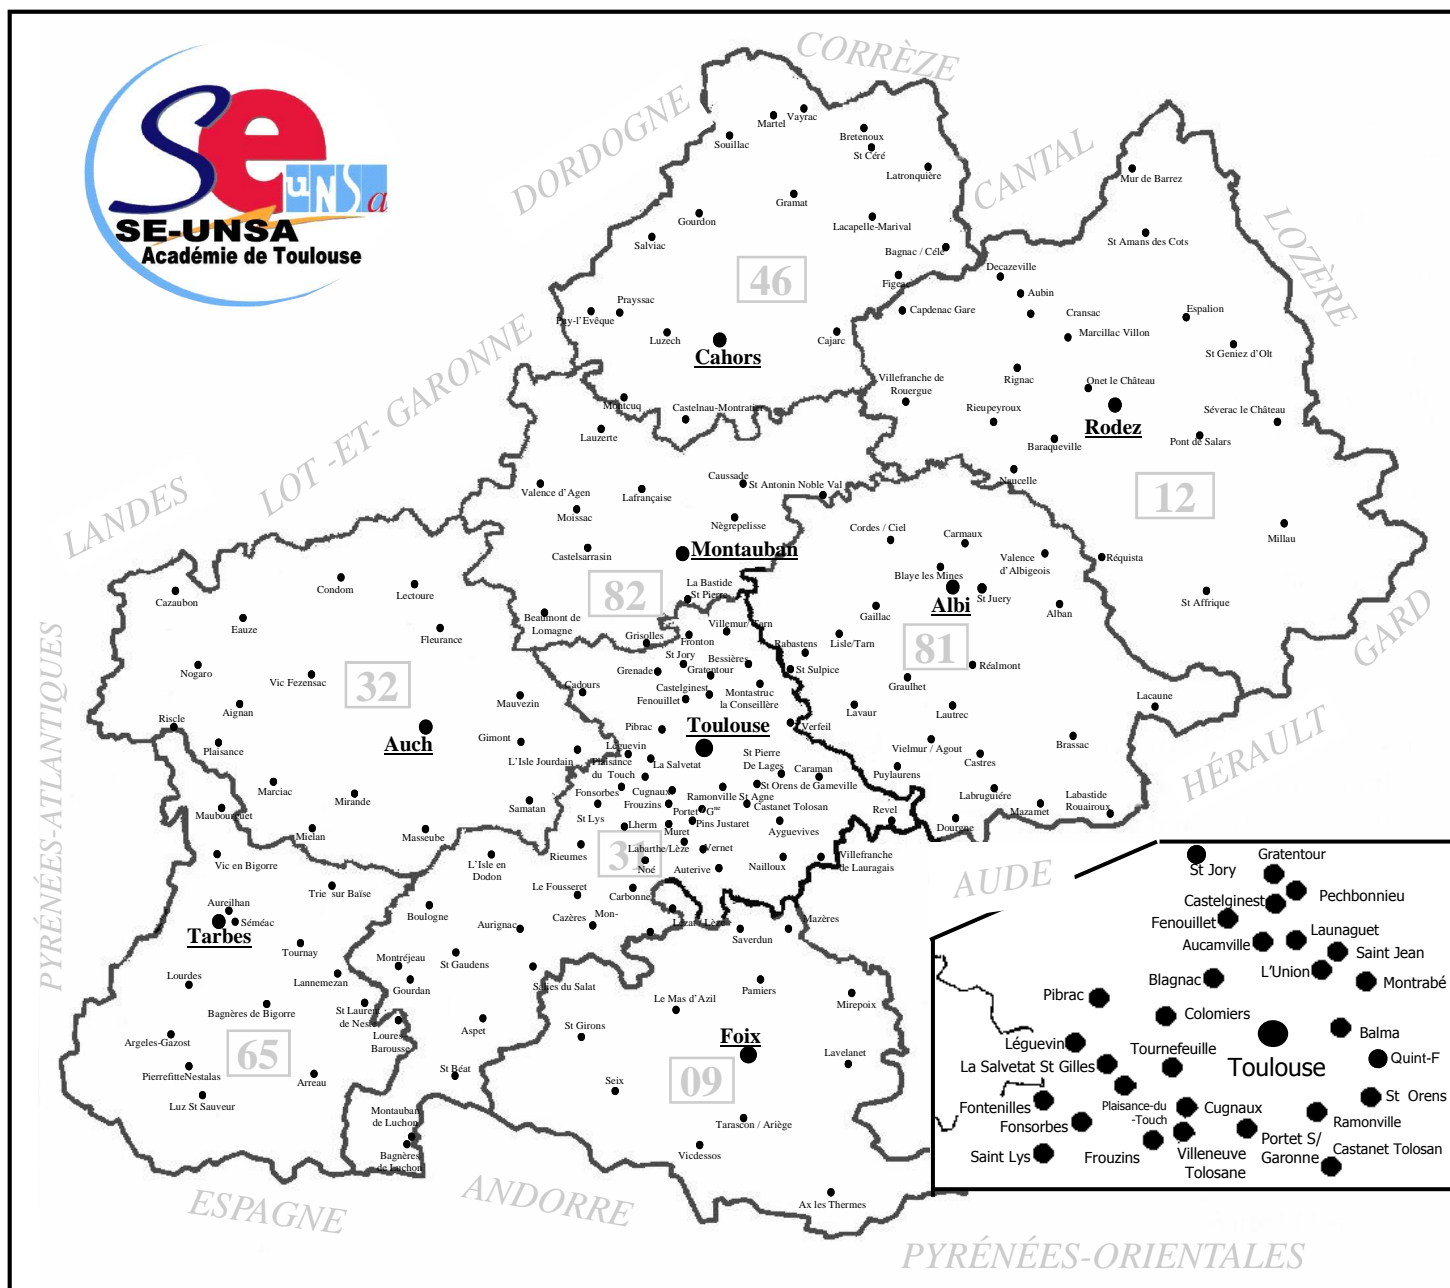 CORRÈZE
DORDOGNE
CANTAL
LOZÈRE
LOT -ET- GARONNE
LANDES
PYRÉNÉES-ATLANTIQUES
GARD
HÉRAULT
AUDE
ESPAGNE
ANDORRE
PYRÉNÉES-ORIENTALES
Se
uNSa
SE-UNSA
Académie de Toulouse
46
Martel
Vayrac
Souillac
Bretenoux
St Céré
Latronquière
Gramat
Gourdon
Lacapelle-Marival
Salviac
Bagnac / Célé
Figeac
Prayssac
Puy-l'Evêque
Luzech
Cahors
Cajarc
Montcuq
Castelnau-Montratier
12
Mur de Barrez
St Amans des Cots
Decazeville
Aubin
Capdenac Gare
Cransac
Espalion
Marcillac Villon
St Geniez d'Olt
Villefranche de
Rouergue
Rignac
Onet le Château
Rodez
Rieupeyroux
Séverac le Château
Baraqueville
Pont de Salars
Naucelle
Millau
Réquista
St Affrique
82
Lauzerte
Valence d'Agen
Lafrançaise
Caussade
St Antonin Noble Val
Moissac
Nègrepelisse
Castelsarrasin
Montauban
La Bastide
St Pierre
Beaumont de
Lomagne
Grisolles
81
Cordes / Ciel
Carmaux
Valence
d'Albigeois
Blaye les Mines
Albi
St Juery
Alban
Gaillac
Lisle/Tarn
Rabastens
St Sulpice
Réalmont
Graulhet
Lavaur
Lautrec
Lacaune
Vielmur / Agout
Castres
Brassac
Puylaurens
Labruguiére
Mazamet
Labastide
Rouairoux
Dourgne
32
Cazaubon
Condom
Lectoure
Eauze
Fleurance
Nogaro
Vic Fezensac
Mauvezin
Aignan
Riscle
Plaisance
Auch
Gimont
L'Isle Jourdain
Marciac
Mirande
Samatan
Mielan
Masseube
31
Villemur/Tarn
Fronton
St Jory
Bessières
Grenade
Gratentour
Castelginest
Fenouillet
Montastruc
la Conseillère
Cadours
Pibrac
Toulouse
Verfeil
Léguevin
Plaisance
du Touch
La Salvetat
St Pierre
De Lages
Caraman
Fonsorbes
Cugnaux
Ramonville St Agne
St Orens de Gameville
Frouzins
Castanet Tolosan
St Lys
Portet / Gne
Revel
Lherm
Muret
Pins Justaret
Ayguevives
Rieumes
Labarthe/Lèze
Vernet
Villefranche
de Lauragais
Noé
Auterive
Nailloux
L'Isle en
Dodon
Le Fousseret
Carbonne
Boulogne
Cazères
Mon-
Aurignac
Montréjeau
St Gaudens
Gourdan
Salies du Salat
Aspet
St Béat
Montauban
de Luchon
Bagnères
de Luchon
65
Maubourguet
Vic en Bigorre
Trie sur Baïse
Aureilhan
Séméac
Tarbes
Tournay
Lourdes
Lannemezan
Bagnères de Bigorre
St Laurent
de Neste
Loures
Barousse
Argeles-Gazost
PierrefitteNestalas
Arreau
Luz St Sauveur
09
Lézat / Lèze
Saverdun
Mazères
Le Mas d'Azil
Pamiers
Mirepoix
St Girons
Foix
Lavelanet
Seix
Tarascon / Ariège
Vicdessos
Ax les Thermes
St Jory
Gratentour
Castelginest
Pechbonnieu
Fenouillet
Aucamville
Launaguet
Saint Jean
Blagnac
L'Union
Montrabé
Pibrac
Colomiers
Balma
Léguevin
Tournefeuille
Toulouse
Quint-F
La Salvetat St Gilles
Fontenilles
Plaisance-du
-Touch
Cugnaux
St Orens
Fonsorbes
Ramonville
Saint Lys
Frouzins
Villeneuve
Tolosane
Portet S/
Garonne
Castanet Tolosan